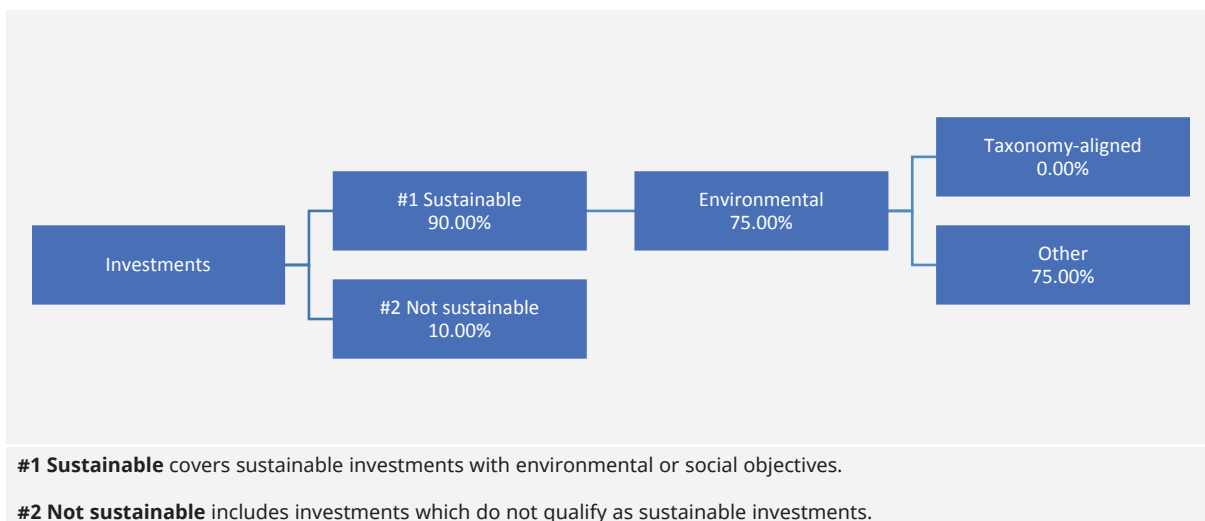 Investments
#1 Sustainable
90.00%
#2 Not sustainable
10.00%
Environmental
75.00%
Taxonomy-aligned
0.00%
Other
75.00%
#1 Sustainable covers sustainable investments with environmental or social objectives.
#2 Not sustainable includes investments which do not qualify as sustainable investments.